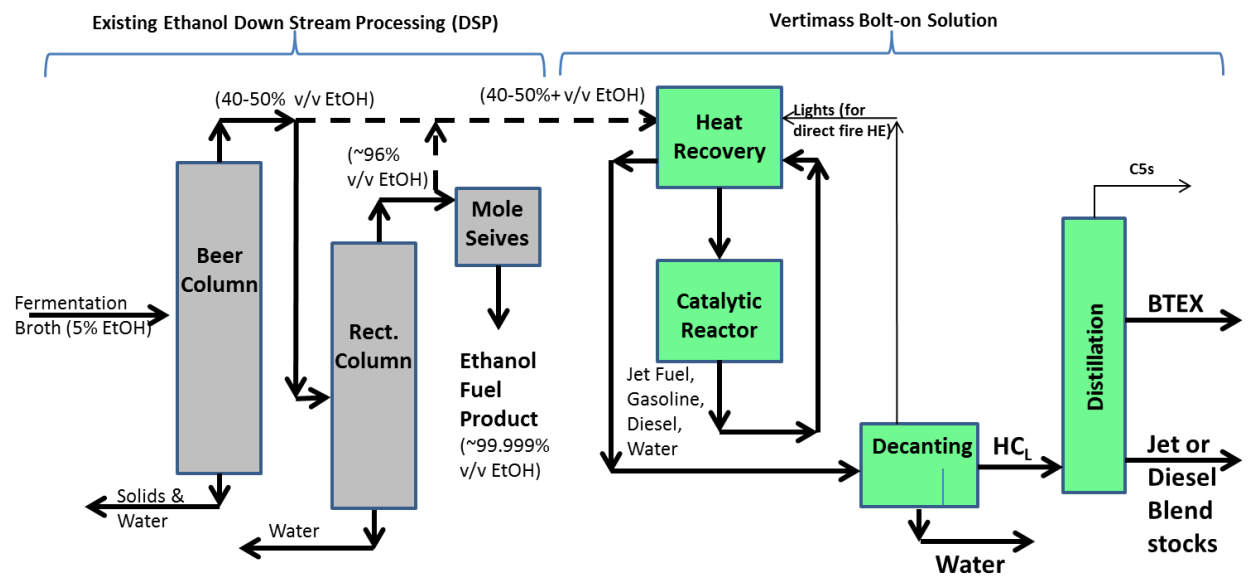 Existing Ethanol Down Stream Processing (DSP)
Vertimass Bolt-on Solution
(40-50% v/v EtOH)
(40-50%+ v/v EtOH)
(~96%
v/v EtOH)
Beer
Column
Fermentation
Broth (5% EtOH)
Solids &
Water
Rect.
Column
Water
Mole
Seives
Ethanol
Fuel
Product
(~99.999%
v/v EtOH)
Heat
Recovery
Lights (for
direct fire HE)
Catalytic
Reactor
Jet Fuel,
Gasoline,
Diesel,
Water
Decanting
Water
HCL
Distillation
C5s
BTEX
Jet or
Diesel
Blend
stocks